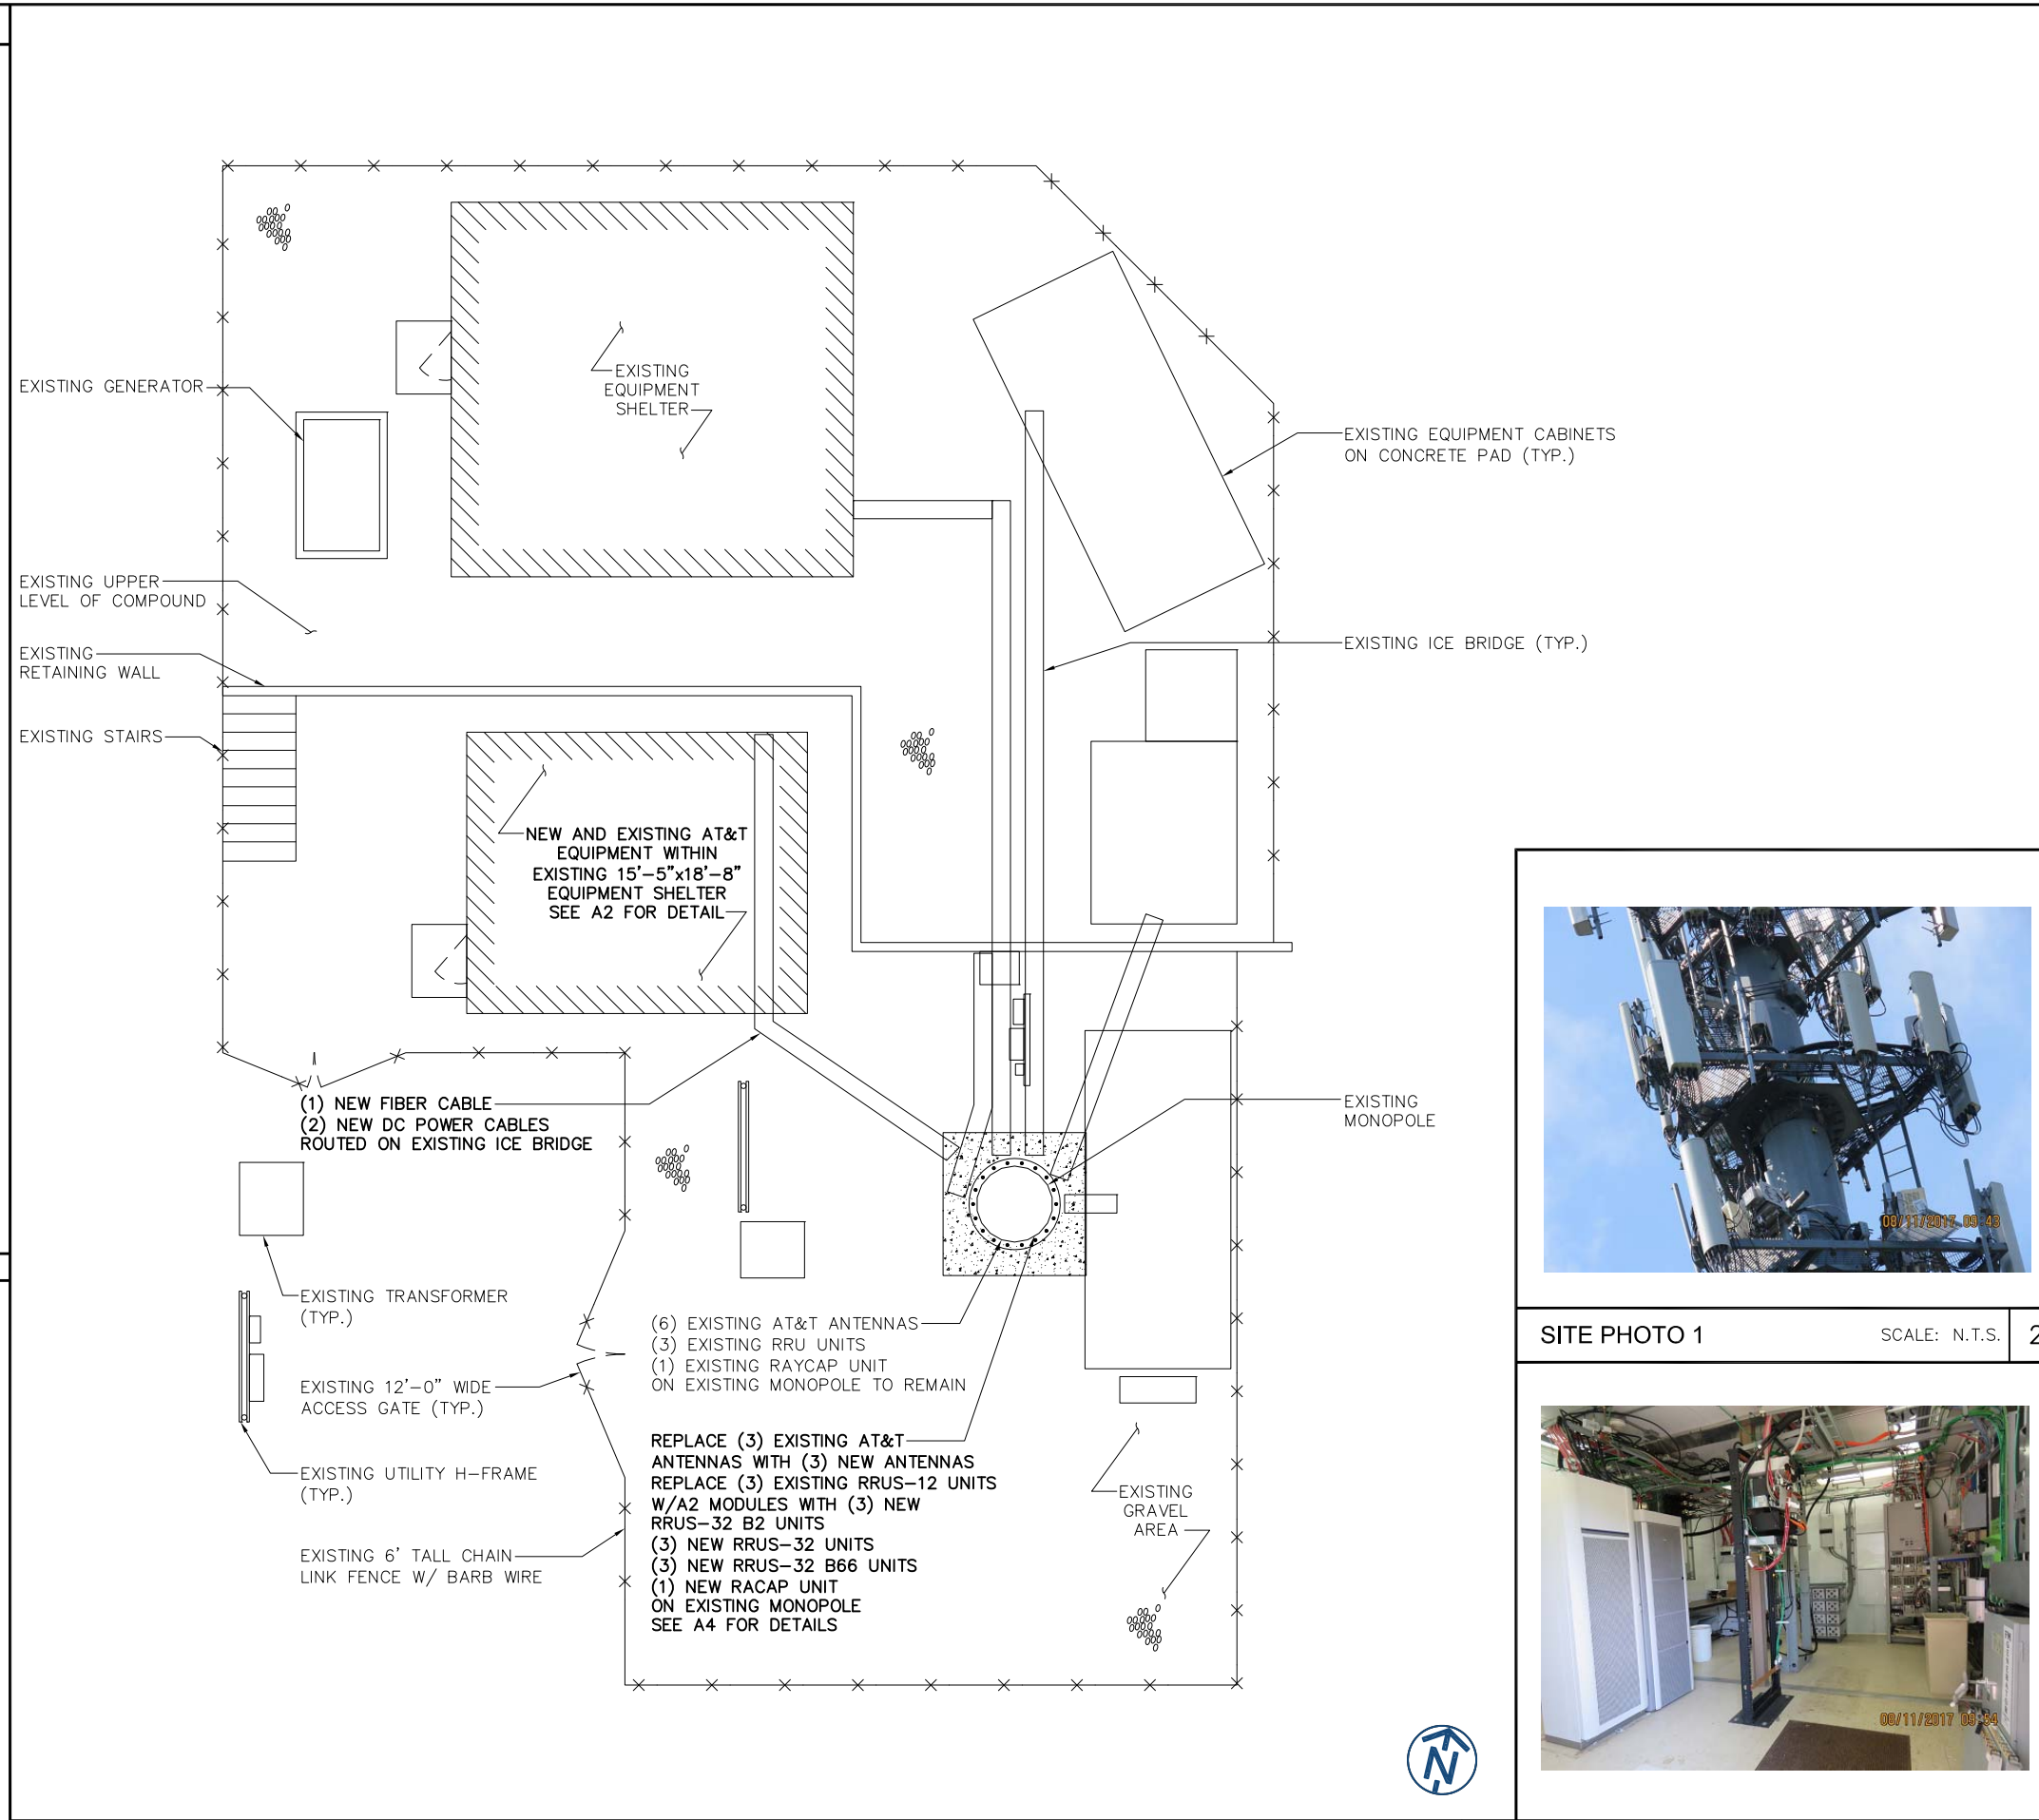 EXISTING GENERATOR
EXISTING UPPER
LEVEL OF COMPOUND
EXISTING
RETAINING WALL
EXISTING STAIRS
EXISTING
EQUIPMENT
SHELTER
EXISTING EQUIPMENT CABINETS
ON CONCRETE PAD (TYP.)
EXISTING ICE BRIDGE (TYP.)
NEW AND EXISTING AT&T
EQUIPMENT WITHIN
EXISTING 15'-5"x18'-8"
EQUIPMENT SHELTER
SEE A2 FOR DETAIL
(1) NEW FIBER CABLE
(2) NEW DC POWER CABLES
ROUTED ON EXISTING ICE BRIDGE
EXISTING
MONOPOLE
EXISTING TRANSFORMER
(TYP.)
EXISTING 12'-0" WIDE
ACCESS GATE (TYP.)
EXISTING UTILITY H-FRAME
(TYP.)
EXISTING 6' TALL CHAIN
LINK FENCE W/ BARB WIRE
(6) EXISTING AT&T ANTENNAS
(3) EXISTING RRU UNITS
(1) EXISTING RAYCAP UNIT
ON EXISTING MONOPOLE TO REMAIN
REPLACE (3) EXISTING AT&T
ANTENNAS WITH (3) NEW ANTENNAS
REPLACE (3) EXISTING RRUS-12 UNITS
W/A2 MODULES WITH (3) NEW
RRUS-32 B2 UNITS
(3) NEW RRUS-32 UNITS
(3) NEW RRUS-32 B66 UNITS
(1) NEW RACAP UNIT
ON EXISTING MONOPOLE
SEE A4 FOR DETAILS
EXISTING
GRAVEL
AREA
N
08/11/2017 09:43
SITE PHOTO 1 SCALE: N.T.S. 2
08/11/2017 09:54